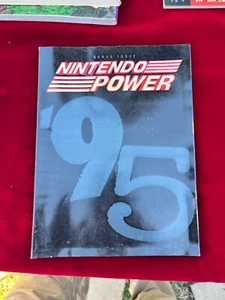 BONUS ISSUE
NINTENDO
POWER
'95